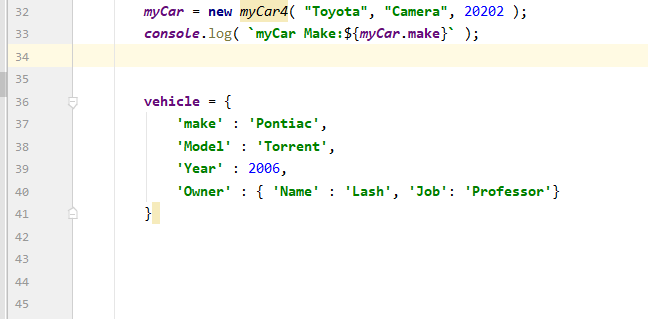 32 myCar = new myCar4( "Toyota", "Camera", 20202 );
33 console.log( `myCar Make:${myCar.make}` );
34
35
36 vehicle = {
37 'make' : 'Pontiac',
38 'Model' : 'Torrent',
39 'Year' : 2006,
40 'Owner' : { 'Name' : 'Lash', 'Job': 'Professor'}
41 }
42
43
44
45